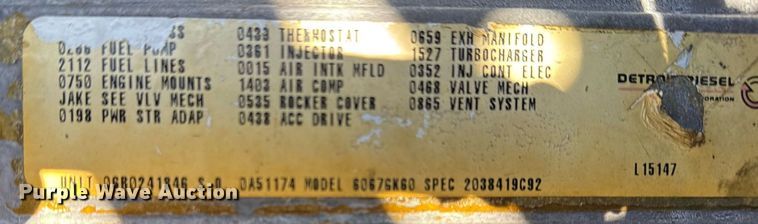 0433 THERMOSTAT 0659 EXH MANIFOLD
FUEL PUMP 0361 INJECTOR 1527 TURBOCHARGER
2112 FUEL LINES 0015 AIR INTK MFLD 0352 INJ CONT ELEC
0750 ENGINE MOUNTS 1403 AIR COMP 0468 VALVE MECH
JAKE SEE VLV MECH 0535 ROCKER COVER 0865 VENT SYSTEM
0198 PWR STR ADAP 0438 ACC DRIVE
DETROIT DIESEL
CORPORATION
L15147
UNIT 06R0241846 S-O 0A51174 MODEL 6067GK60 SPEC 2038419C92
Purple Wave Auction